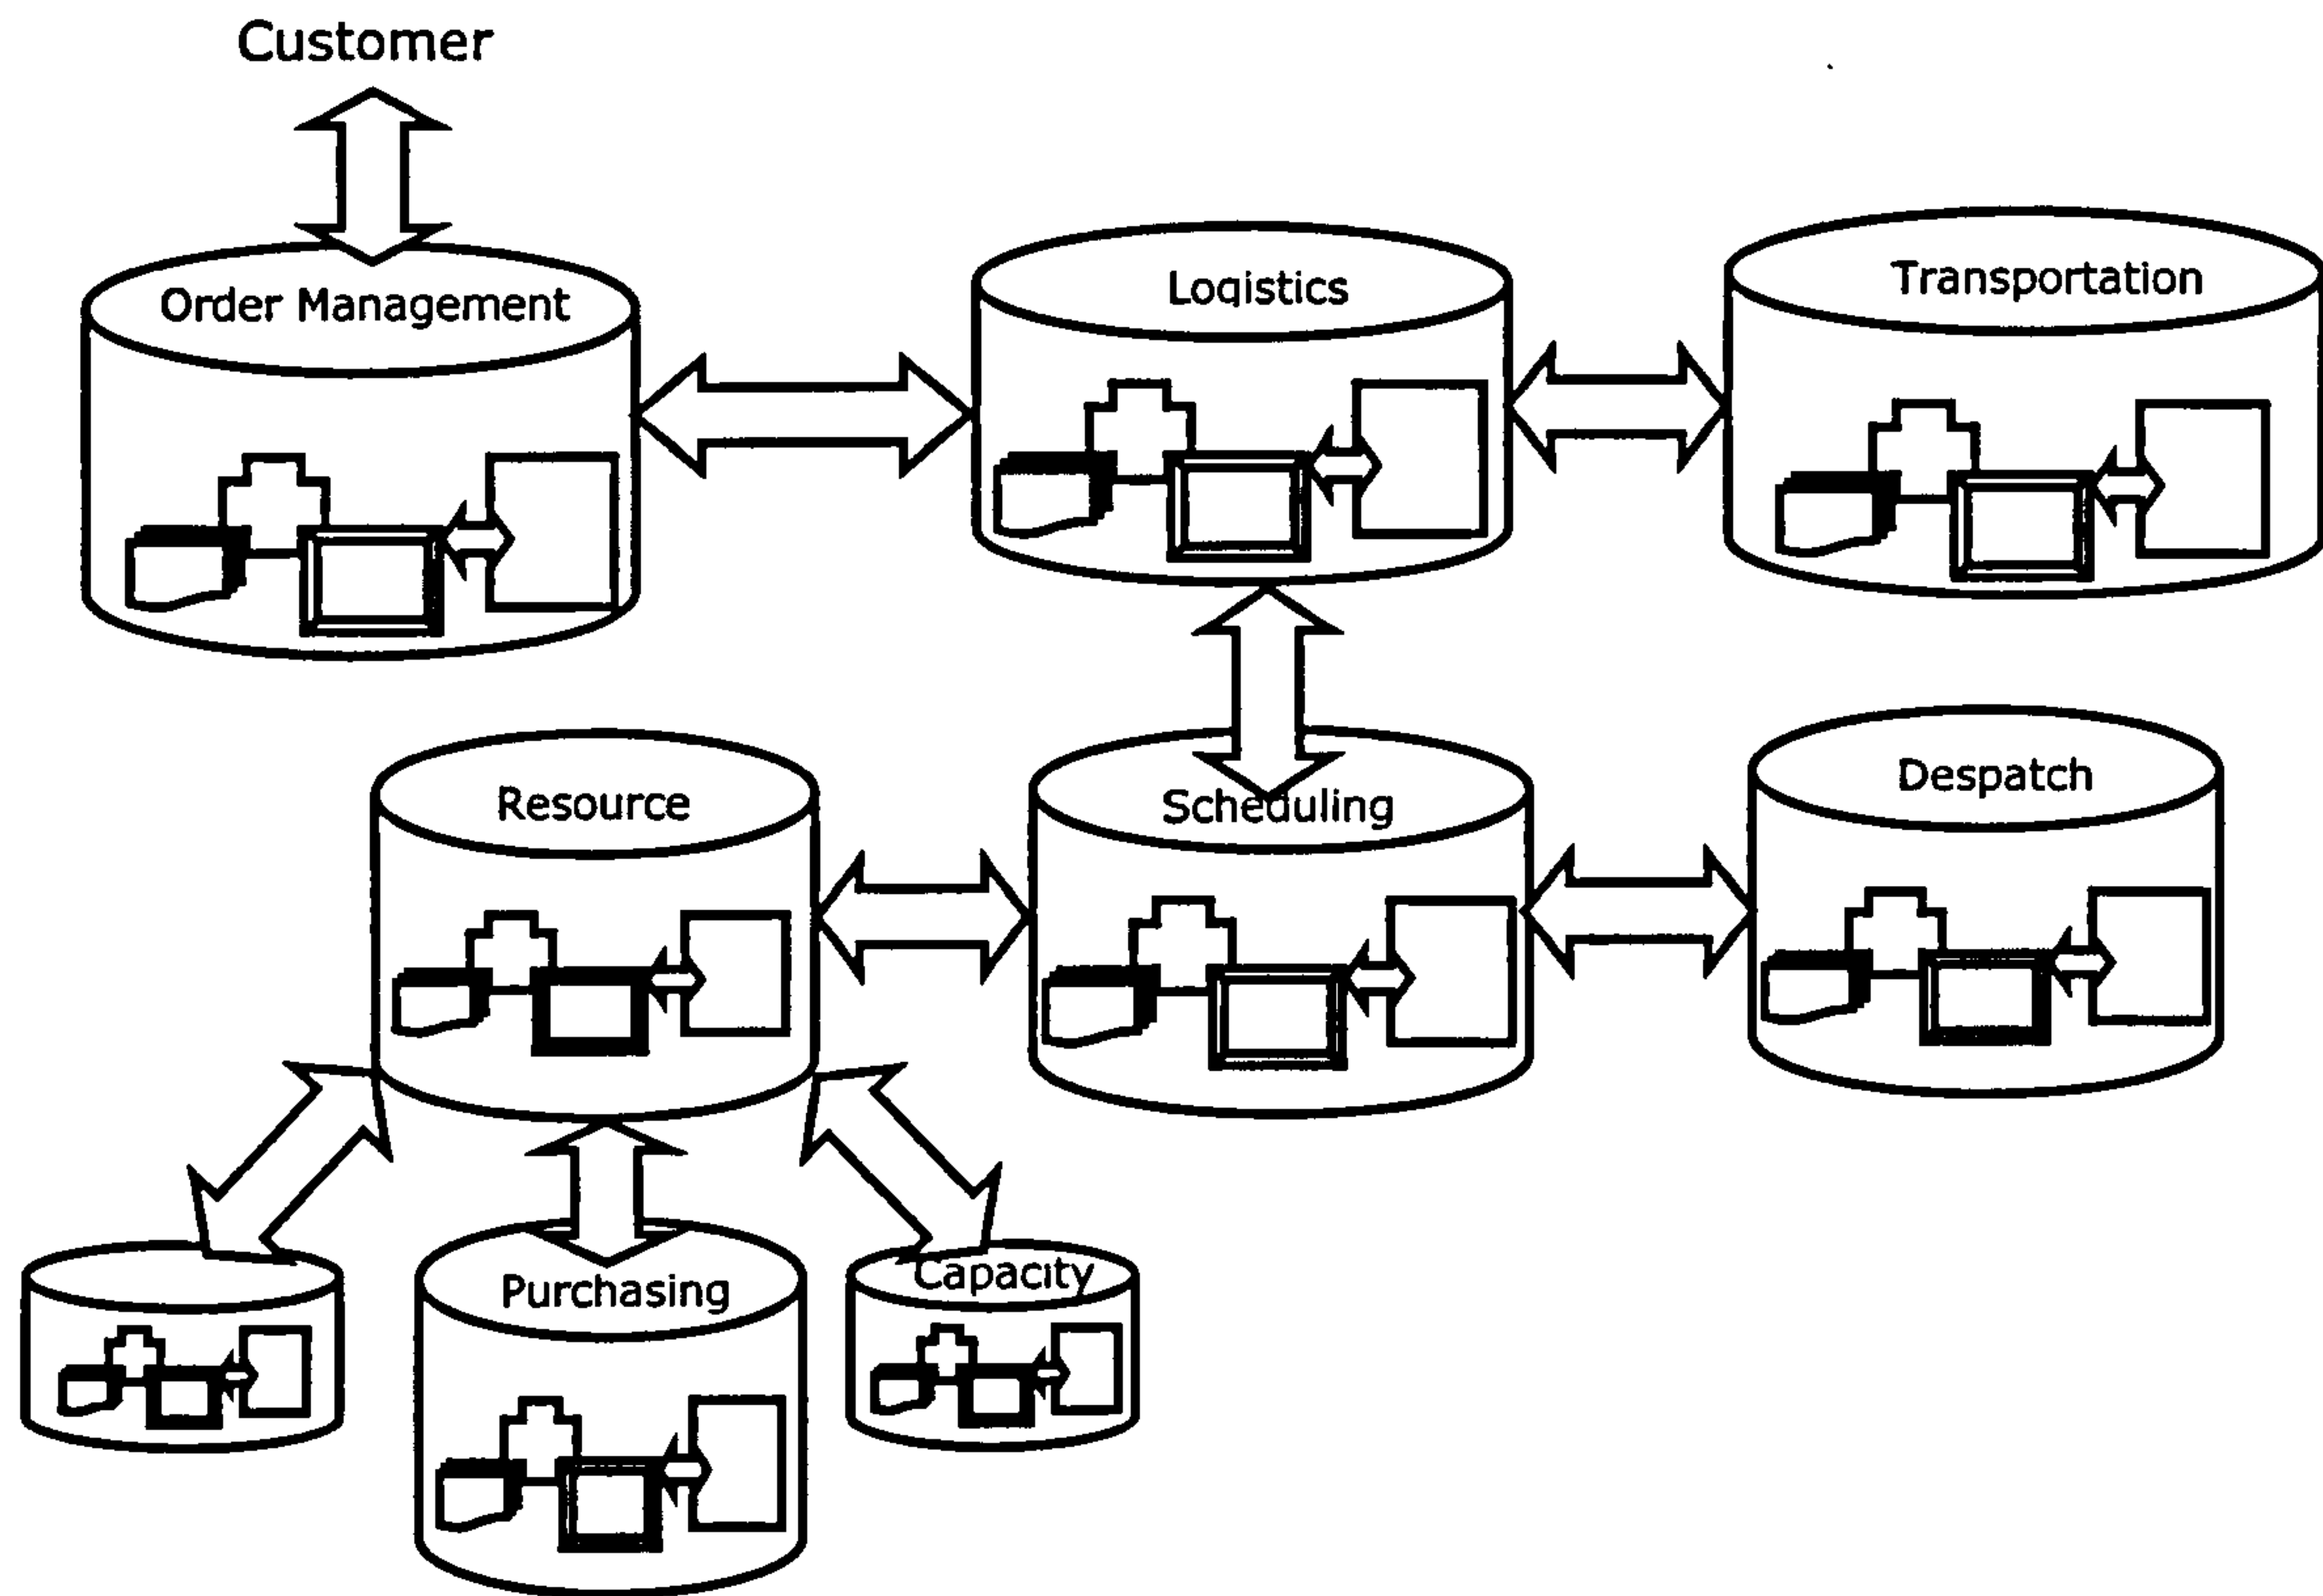 Customer
Order Management
Logistics
Transportation
Resource
Scheduling
Despatch
Purchasing
Capacity